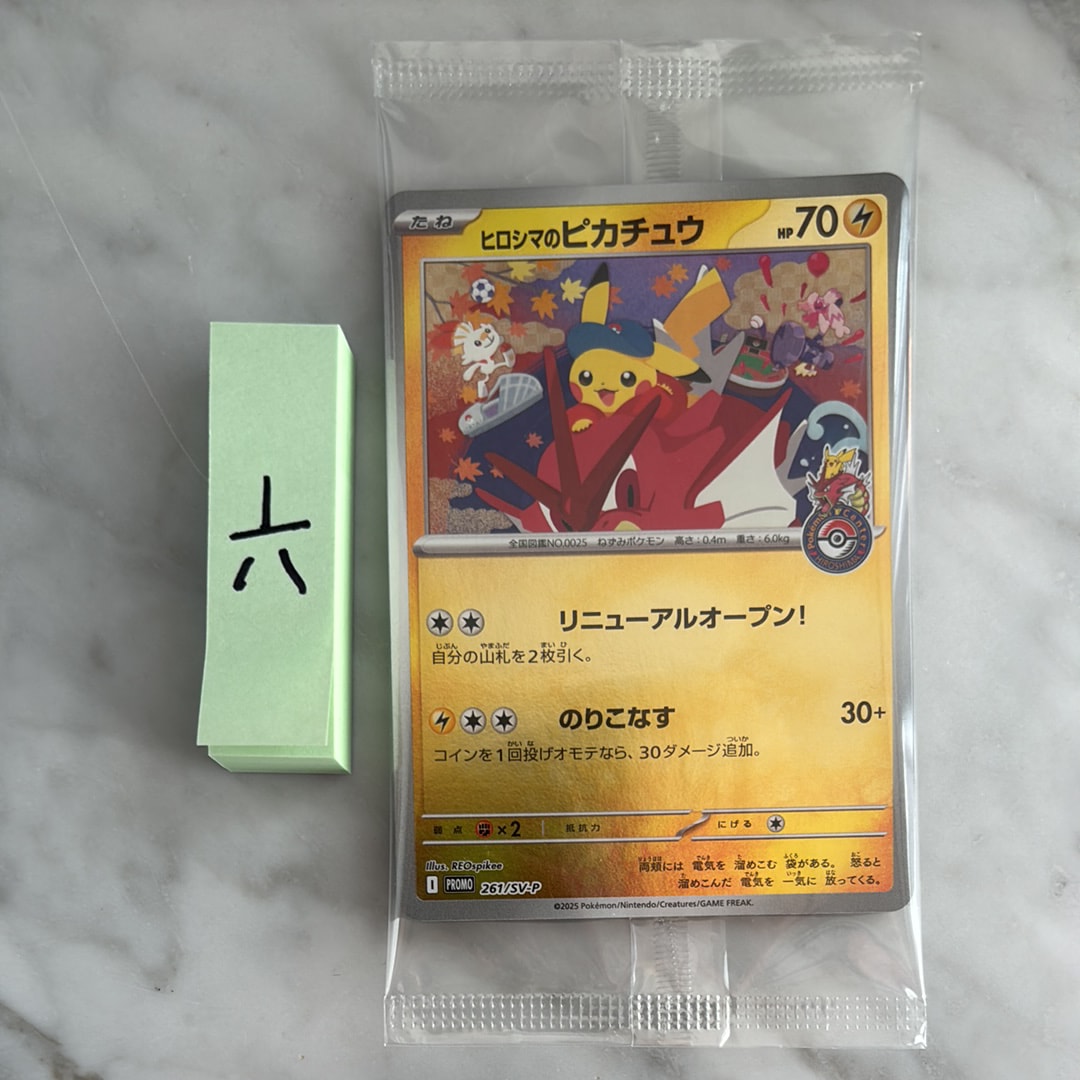 六
たね
ヒロシマのピカチュウ
HP 70
Pokémon Center
HIROSHIMA
全国図鑑NO.0025 ねずみポケモン 高さ:0.4m 重さ:6.0kg
リニューアルオープン!
自分の山札を2枚引く。
のりこなす 30+
コインを1回投げオモテなら、30ダメージ追加。
弱点 ×2 抵抗力 にげる
Illus. REOspikee
I PROMO 261/SV-P
両頬には 電気を 溜めこむ 袋がある。 怒ると
溜めこんだ 電気を 一気に 放ってくる。
©2025 Pokémon/Nintendo/Creatures/GAME FREAK.